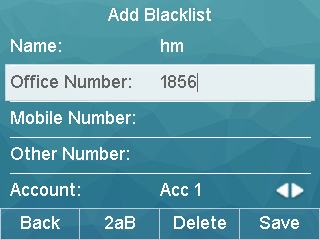 Add Blacklist
Name: hm
Office Number: 1856
Mobile Number:
Other Number:
Account: Acc 1
Back 2aB Delete Save